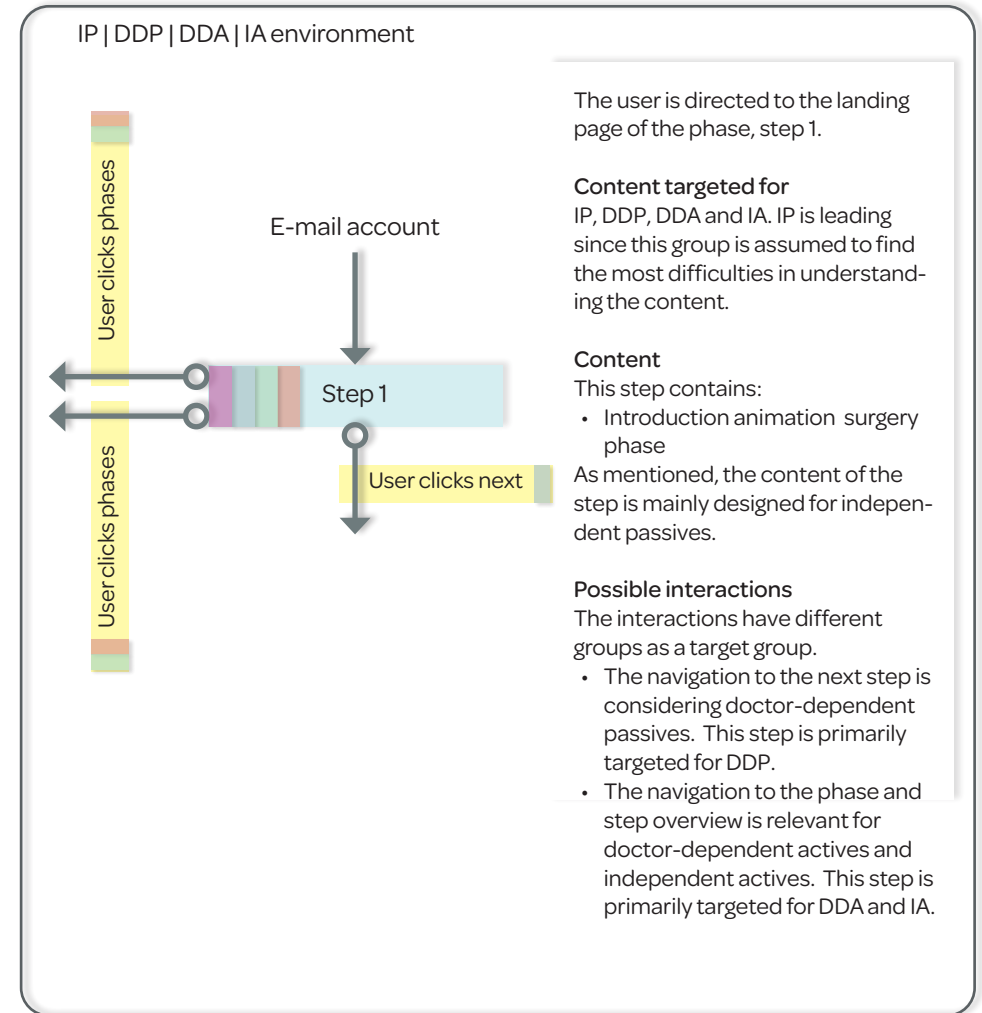 IP | DDP | DDA | IA environment
User clicks phases
E-mail account
Step 1
User clicks next
User clicks phases
The user is directed to the landing
page of the phase, step 1.
Content targeted for
IP, DDP, DDA and IA. IP is leading
since this group is assumed to find
the most difficulties in understand-
ing the content.
Content
This step contains:
• Introduction animation surgery
phase
As mentioned, the content of the
step is mainly designed for indepen-
dent passives.
Possible interactions
The interactions have different
groups as a target group.
• The navigation to the next step is
considering doctor-dependent
passives. This step is primarily
targeted for DDP.
• The navigation to the phase and
step overview is relevant for
doctor-dependent actives and
independent actives. This step is
primarily targeted for DDA and IA.